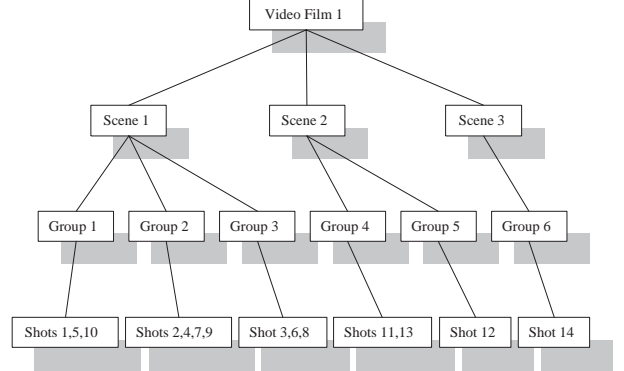 Video Film 1
Scene 1
Scene 2
Scene 3
Group 1
Group 2
Group 3
Group 4
Group 5
Group 6
Shots 1,5,10
Shots 2,4,7,9
Shot 3,6,8
Shots 11,13
Shot 12
Shot 14